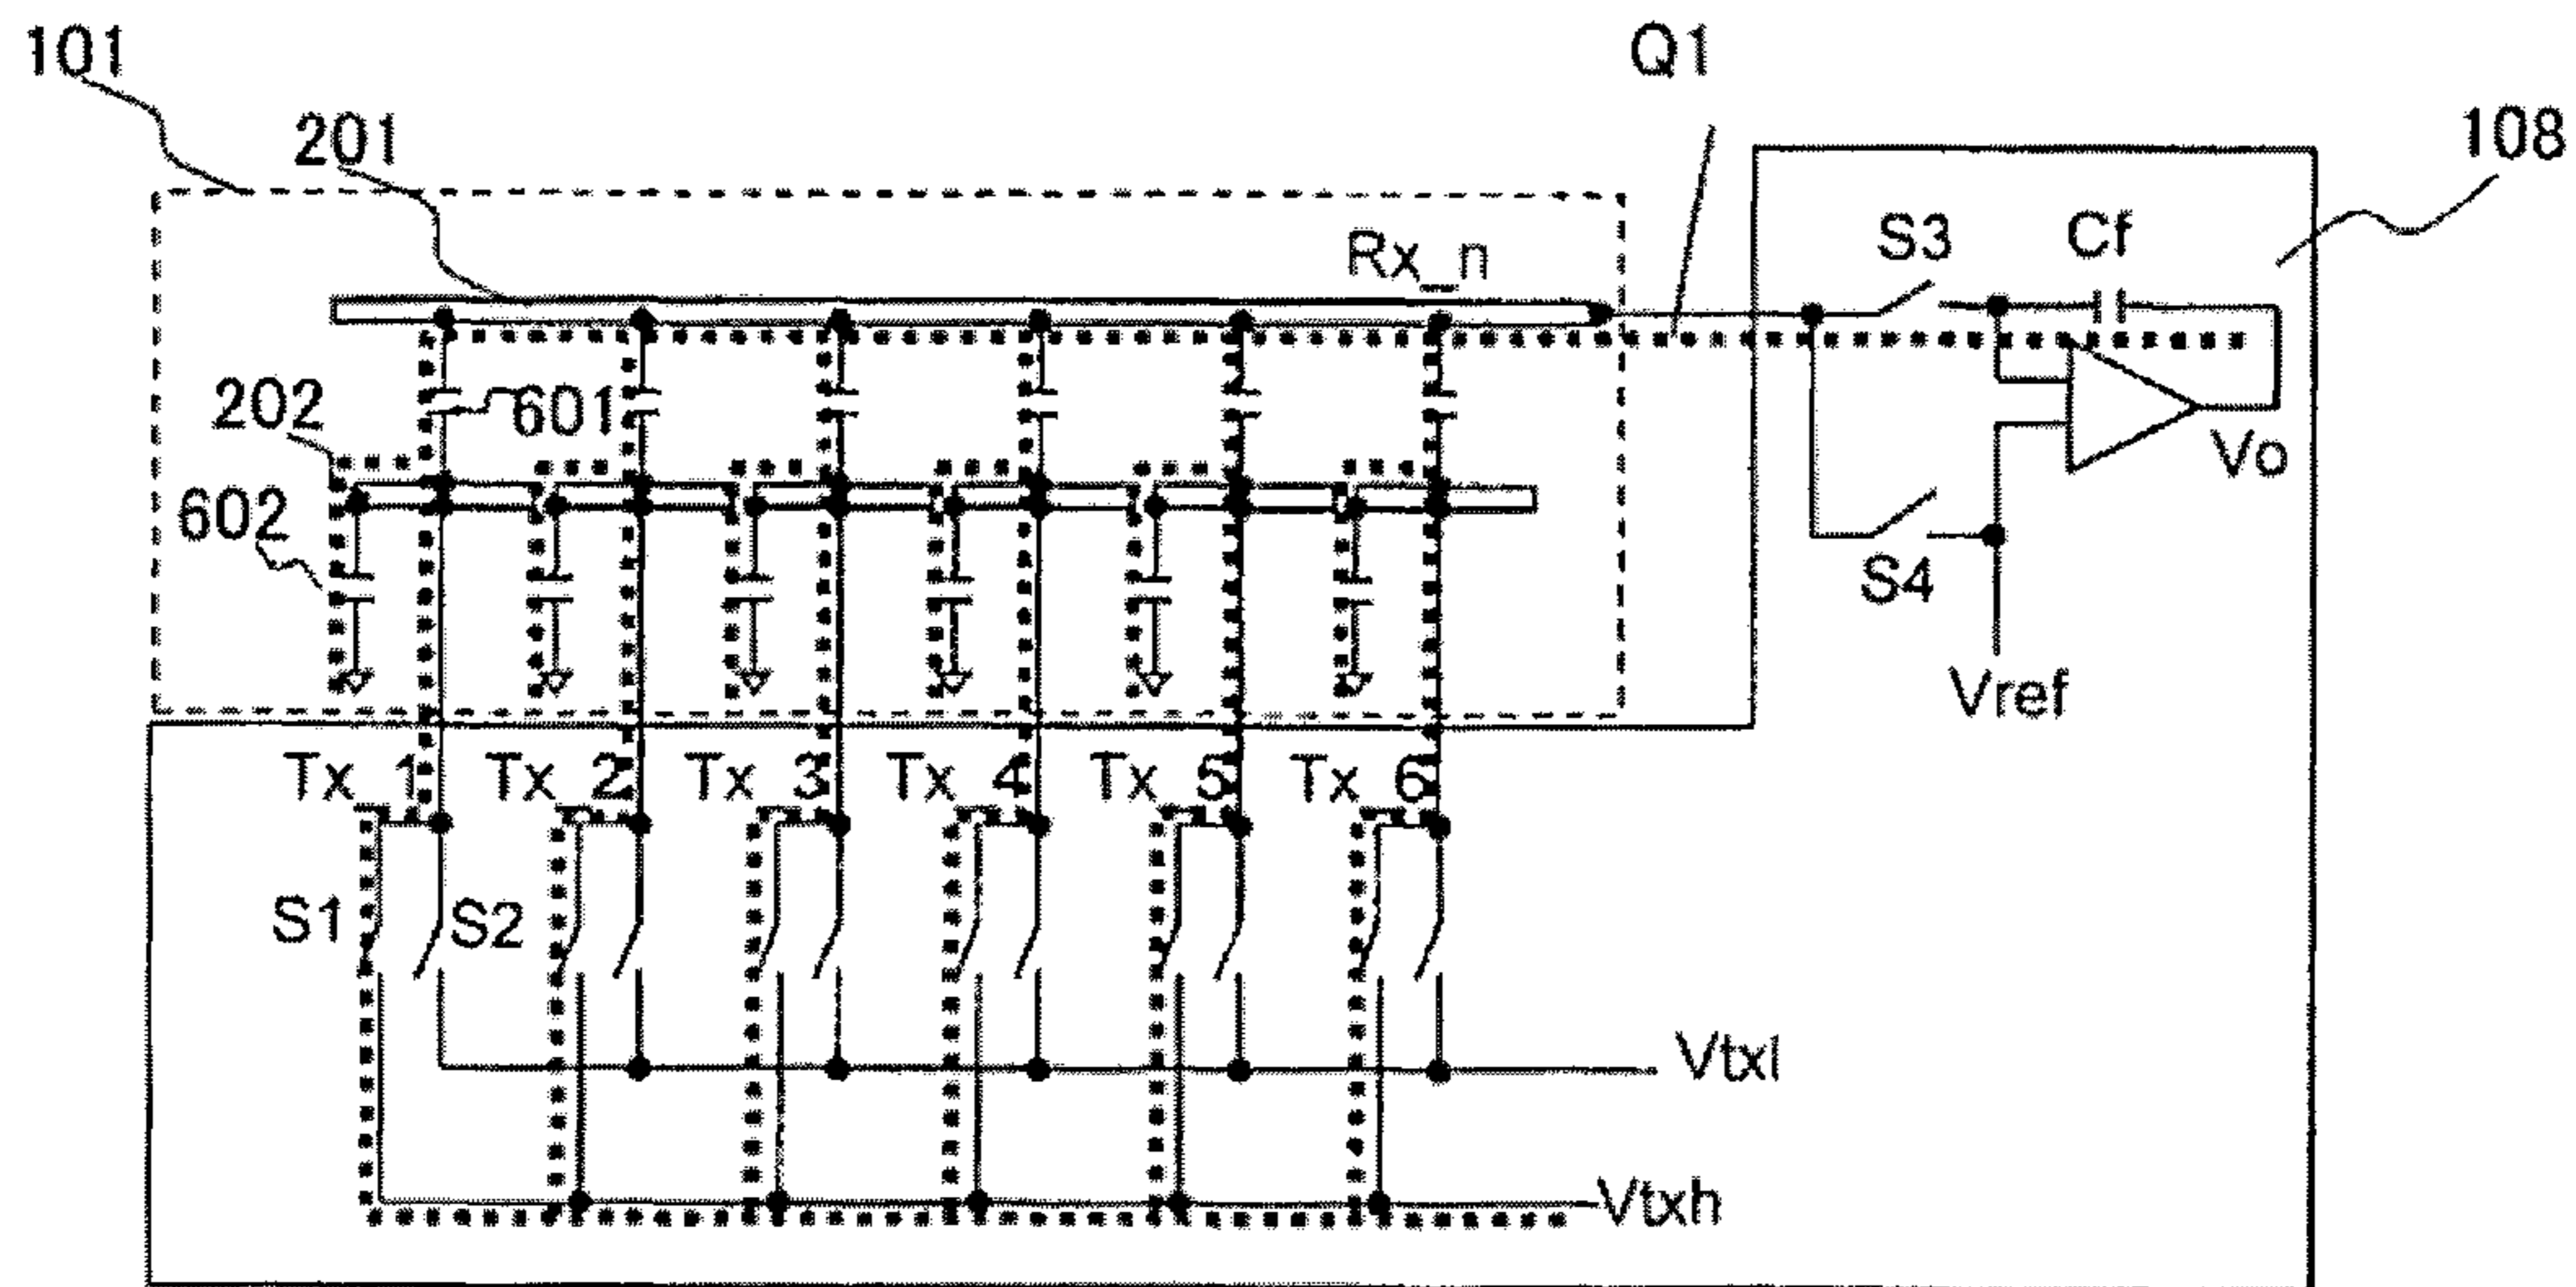 101
Q1
201
108
Rx_n
S3
Cf
202
601
602
Vo
S4
Vref
Tx_1
Tx_2
Tx_3
Tx_4
Tx_5
Tx_6
S1
S2
Vtxl
Vtxh